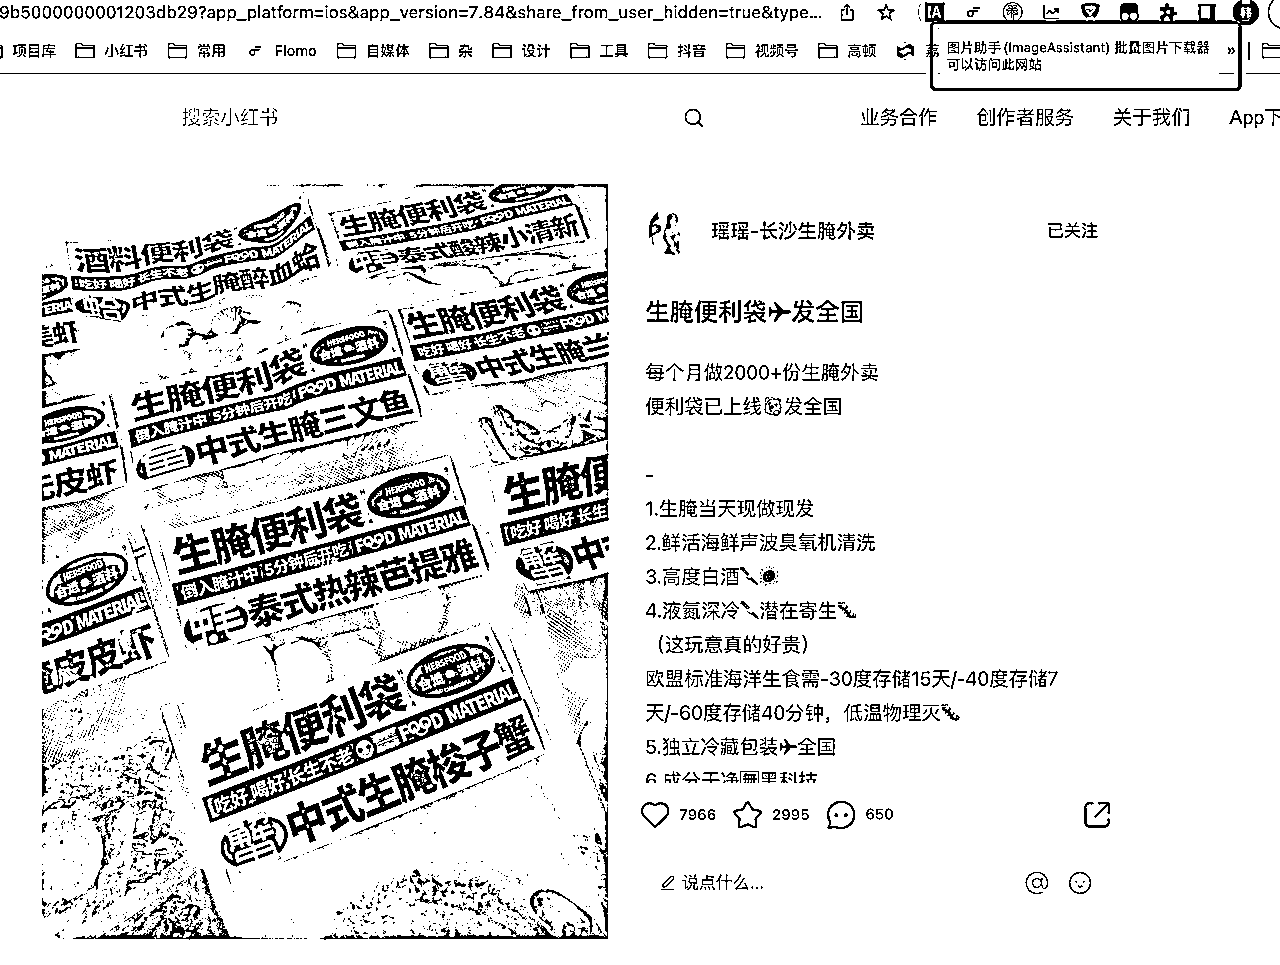 9b5000000001203db29?app_platform=ios&app_version=7.84&share_from_user_hidden=true&type...
项目库 小红书 常用 Flomo 自媒体 杂 设计 工具 抖音 视频号 高顿
图片助手(ImageAssistant) 批量图片下载器
可以访问此网站
搜索小红书
业务合作 创作者服务 关于我们 App下
酒料便利袋
FOOD MATERIAL
中式生腌醉血蛤
生腌便利袋
泰式酸辣小清新
生腌便利袋
倒入腌汁中 15分钟后开吃 FOOD MATERIAL
中式生腌三文鱼
生腌便利袋
吃好 喝好 长生不老
中式生腌兰
皮虾
生腌便利袋
倒入腌汁中 15分钟后开吃 FOOD MATERIAL
泰式热辣芭提雅
生腌便
吃好 喝好 长生
中式
皮皮虾
生腌便利袋
吃好 喝好 长生不老 FOOD MATERIAL
中式生腌梭子蟹
瑶瑶-长沙生腌外卖
已关注
生腌便利袋✈发全国
每个月做2000+份生腌外卖
便利袋已上线发全国
-
1.生腌当天现做现发
2.鲜活海鲜声波臭氧机清洗
3.高度白酒
4.液氮深冷潜在寄生
（这玩意真的好贵）
欧盟标准海洋生食需-30度存储15天/-40度存储7
天/-60度存储40分钟，低温物理灭
5.独立冷藏包装✈全国
6.成分干净黑科技
7966 2995 650
说点什么...